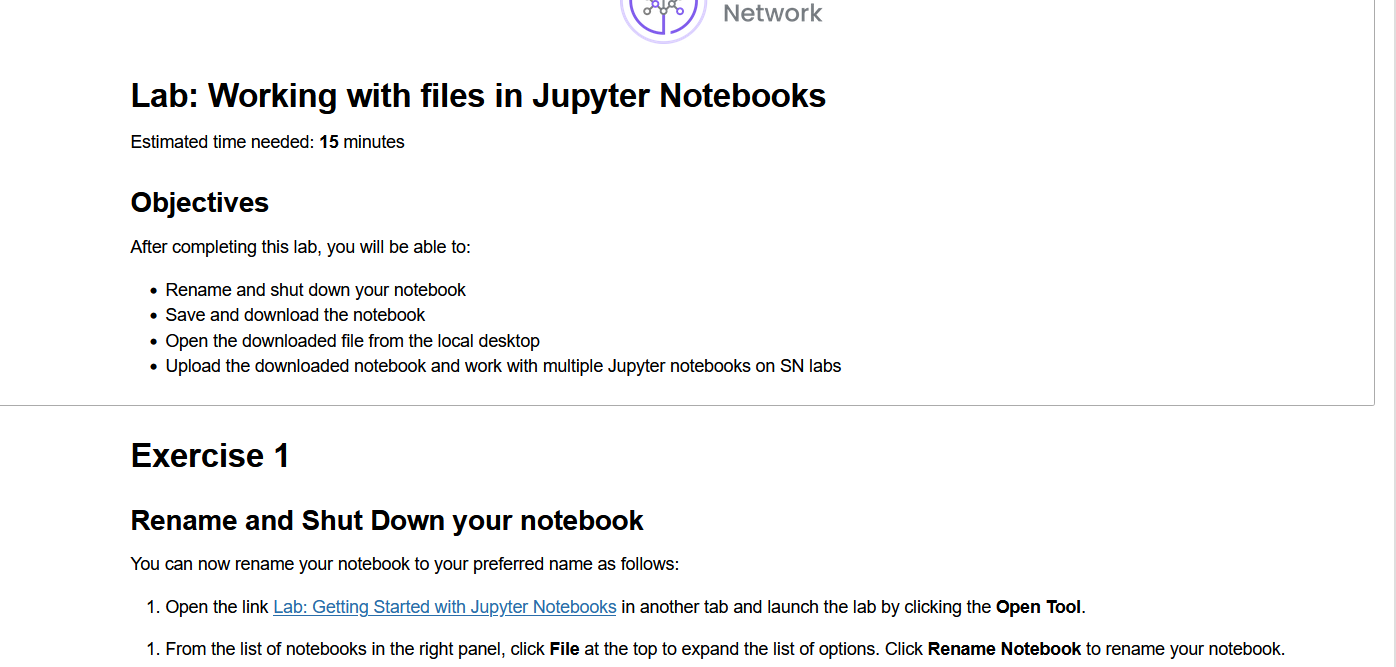 Network
Lab: Working with files in Jupyter Notebooks
Estimated time needed: 15 minutes
Objectives
After completing this lab, you will be able to:
• Rename and shut down your notebook
• Save and download the notebook
• Open the downloaded file from the local desktop
• Upload the downloaded notebook and work with multiple Jupyter notebooks on SN labs
Exercise 1
Rename and Shut Down your notebook
You can now rename your notebook to your preferred name as follows:
1. Open the link Lab: Getting Started with Jupyter Notebooks in another tab and launch the lab by clicking the Open Tool.
1. From the list of notebooks in the right panel, click File at the top to expand the list of options. Click Rename Notebook to rename your notebook.